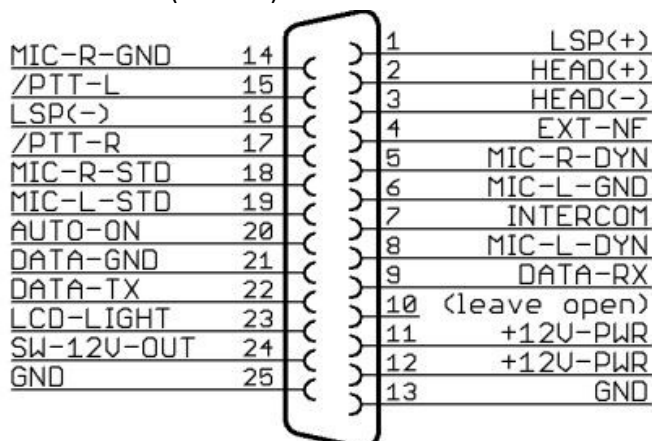 MIC-R-GND 14
/PTT-L 15
LSP(-) 16
/PTT-R 17
MIC-R-STD 18
MIC-L-STD 19
AUTO-ON 20
DATA-GND 21
DATA-TX 22
LCD-LIGHT 23
SW-12V-OUT 24
GND 25
1 LSP(+)
2 HEAD(+)
3 HEAD(-)
4 EXT-NF
5 MIC-R-DYN
6 MIC-L-GND
7 INTERCOM
8 MIC-L-DYN
9 DATA-RX
10 (leave open)
11 +12V-PWR
12 +12V-PWR
13 GND